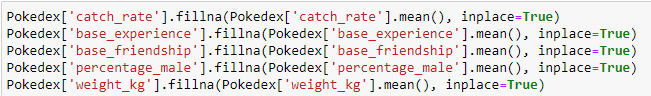 Pokedex['catch_rate'].fillna(Pokedex['catch_rate'].mean(), inplace=True)
Pokedex['base_experience'].fillna(Pokedex['base_experience'].mean(), inplace=True)
Pokedex['base_friendship'].fillna(Pokedex['base_friendship'].mean(), inplace=True)
Pokedex['percentage_male'].fillna(Pokedex['percentage_male'].mean(), inplace=True)
Pokedex['weight_kg'].fillna(Pokedex['weight_kg'].mean(), inplace=True)